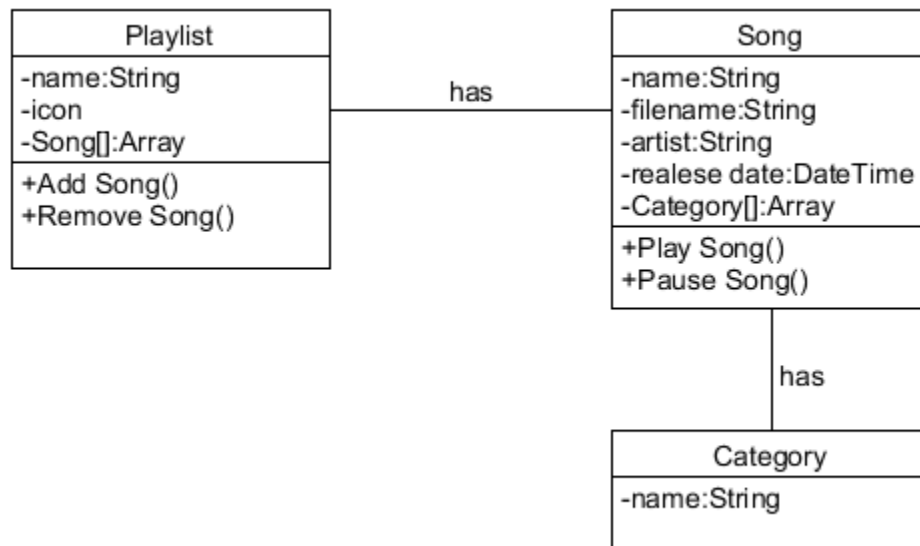 Playlist
-name:String
-icon
-Song[]:Array
+Add Song()
+Remove Song()
has
Song
-name:String
-filename:String
-artist:String
-realese date:DateTime
-Category[]:Array
+Play Song()
+Pause Song()
has
Category
-name:String